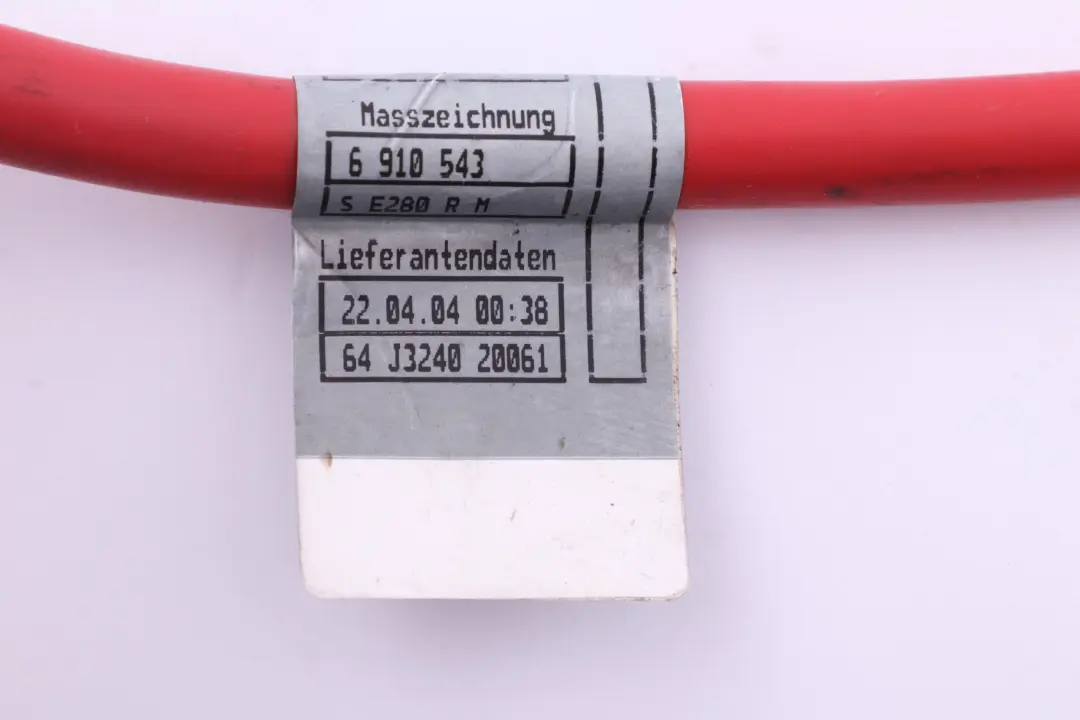 Masszeichnung
6 910 543
S E280 R M
Lieferantendaten
22.04.04 00:38
64 J3240 20061